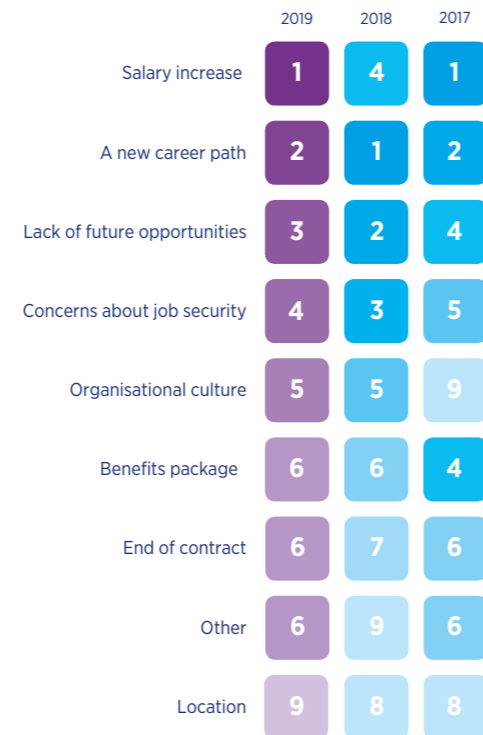 2019 2018 2017
Salary increase 1 4 1
A new career path 2 1 2
Lack of future opportunities 3 2 4
Concerns about job security 4 3 5
Organisational culture 5 5 9
Benefits package 6 6 4
End of contract 6 7 6
Other 6 9 6
Location 9 8 8